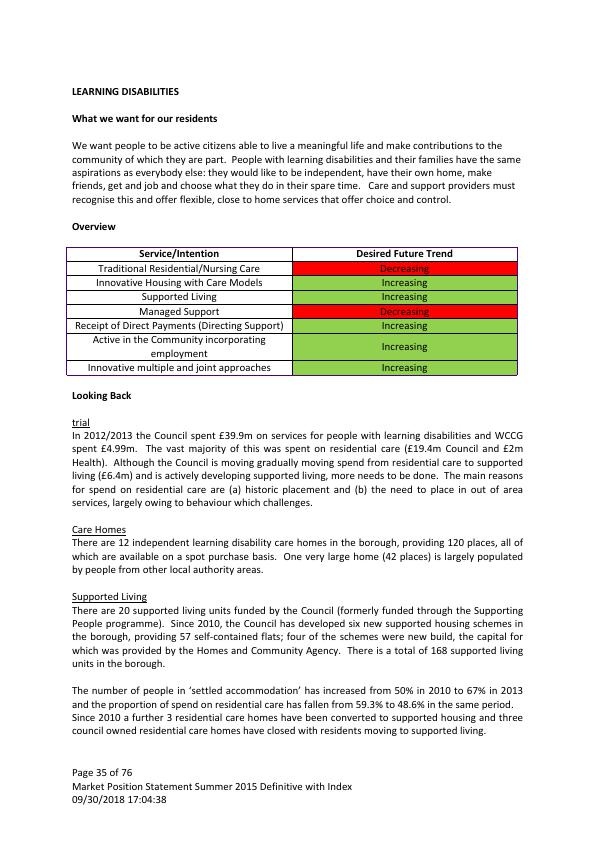 LEARNING DISABILITIES
What we want for our residents
We want people to be active citizens able to live a meaningful life and make contributions to the
community of which they are part.  People with learning disabilities and their families have the same
aspirations as everybody else: they would like to be independent, have their own home, make
friends, get and job and choose what they do in their spare time.   Care and support providers must
recognise this and offer flexible, close to home services that offer choice and control.
Overview
Service/Intention Desired Future Trend
Traditional Residential/Nursing Care Decreasing
Innovative Housing with Care Models Increasing
Supported Living Increasing
Managed Support Decreasing
Receipt of Direct Payments (Directing Support) Increasing
Active in the Community incorporating
employment Increasing
Innovative multiple and joint approaches Increasing
Looking Back
trial
In 2012/2013 the Council spent £39.9m on services for people with learning disabilities and WCCG
spent £4.99m.  The vast majority of this was spent on residential care (£19.4m Council and £2m
Health).  Although the Council is moving gradually moving spend from residential care to supported
living (£6.4m) and is actively developing supported living, more needs to be done.  The main reasons
for spend on residential care are (a) historic placement and (b) the need to place in out of area
services, largely owing to behaviour which challenges.
Care Homes
There are 12 independent learning disability care homes in the borough, providing 120 places, all of
which are available on a spot purchase basis.  One very large home (42 places) is largely populated
by people from other local authority areas.
Supported Living
There are 20 supported living units funded by the Council (formerly funded through the Supporting
People programme).  Since 2010, the Council has developed six new supported housing schemes in
the borough, providing 57 self-contained flats; four of the schemes were new build, the capital for
which was provided by the Homes and Community Agency.  There is a total of 168 supported living
units in the borough.
The number of people in ‘settled accommodation’ has increased from 50% in 2010 to 67% in 2013
and the proportion of spend on residential care has fallen from 59.3% to 48.6% in the same period.
Since 2010 a further 3 residential care homes have been converted to supported housing and three
council owned residential care homes have closed with residents moving to supported living.
Page 35 of 76
Market Position Statement Summer 2015 Definitive with Index
09/30/2018 17:04:38